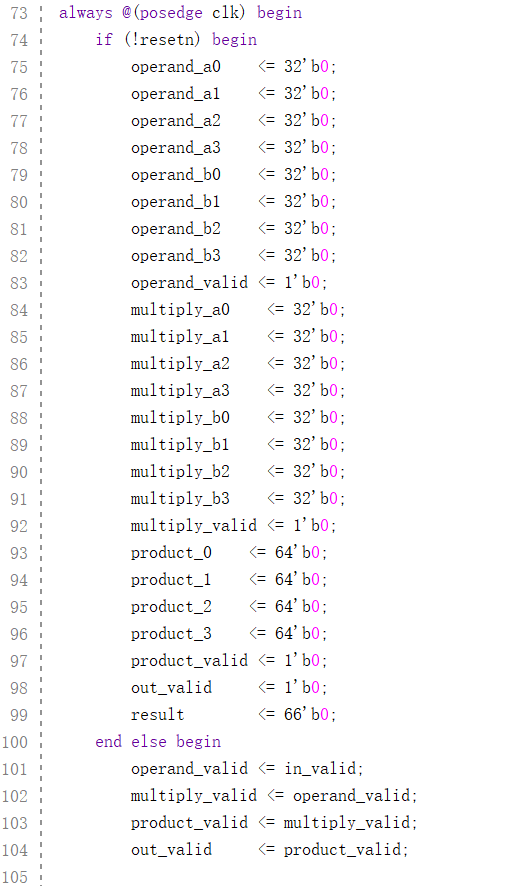 73 always @(posedge clk) begin
74     if (!resetn) begin
75         operand_a0    <= 32'b0;
76         operand_a1    <= 32'b0;
77         operand_a2    <= 32'b0;
78         operand_a3    <= 32'b0;
79         operand_b0    <= 32'b0;
80         operand_b1    <= 32'b0;
81         operand_b2    <= 32'b0;
82         operand_b3    <= 32'b0;
83         operand_valid <= 1'b0;
84         multiply_a0    <= 32'b0;
85         multiply_a1    <= 32'b0;
86         multiply_a2    <= 32'b0;
87         multiply_a3    <= 32'b0;
88         multiply_b0    <= 32'b0;
89         multiply_b1    <= 32'b0;
90         multiply_b2    <= 32'b0;
91         multiply_b3    <= 32'b0;
92         multiply_valid <= 1'b0;
93         product_0    <= 64'b0;
94         product_1    <= 64'b0;
95         product_2    <= 64'b0;
96         product_3    <= 64'b0;
97         product_valid <= 1'b0;
98         out_valid     <= 1'b0;
99         result        <= 66'b0;
100     end else begin
101         operand_valid <= in_valid;
102         multiply_valid <= operand_valid;
103         product_valid <= multiply_valid;
104         out_valid     <= product_valid;
105